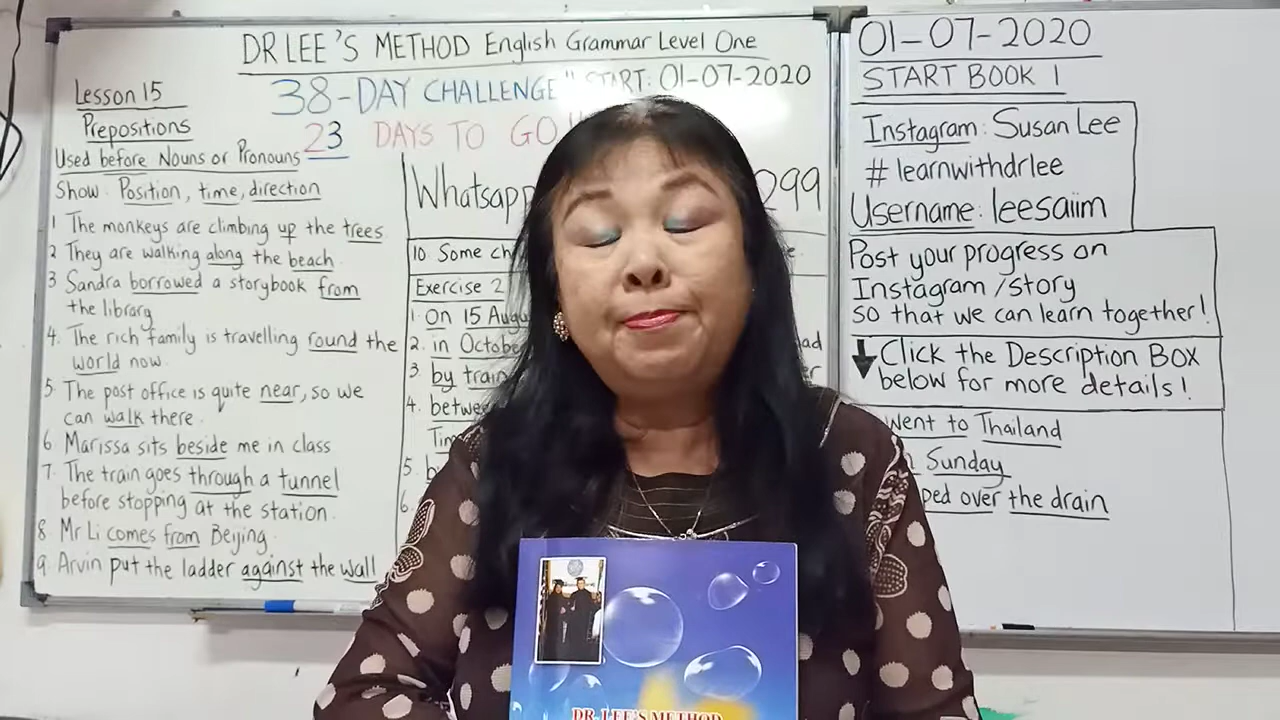 DR LEE'S METHOD English Grammar Level One
38-DAY CHALLENGE" START: 01-07-2020
23 DAYS TO GO
Lesson 15
Prepositions
Used before Nouns or Pronouns
Show: Position, time, direction
1 The monkeys are climbing up the trees
2 They are walking along the beach
3 Sandra borrowed a storybook from
the library
4. The rich family is travelling round the
world now.
5. The post office is quite near, so we
can walk there.
6 Marissa sits beside me in class
7. The train goes through a tunnel
before stopping at the station.
8 Mr Li comes from Beijing.
9. Arvin put the ladder against the wall
Whatsapp
299
10 Some
Exercise 2
1. On 15
2. in
3. by train
4.
5.
6.
01-07-2020
START BOOK 1
Instagram: Susan Lee
# learnwithdrlee
Username: leesaiim
Post your progress on
Instagram /story
so that we can learn together!
Click the Description Box
below for more details!
went to Thailand
Sunday
over the drain
DR. LEE'S METHOD